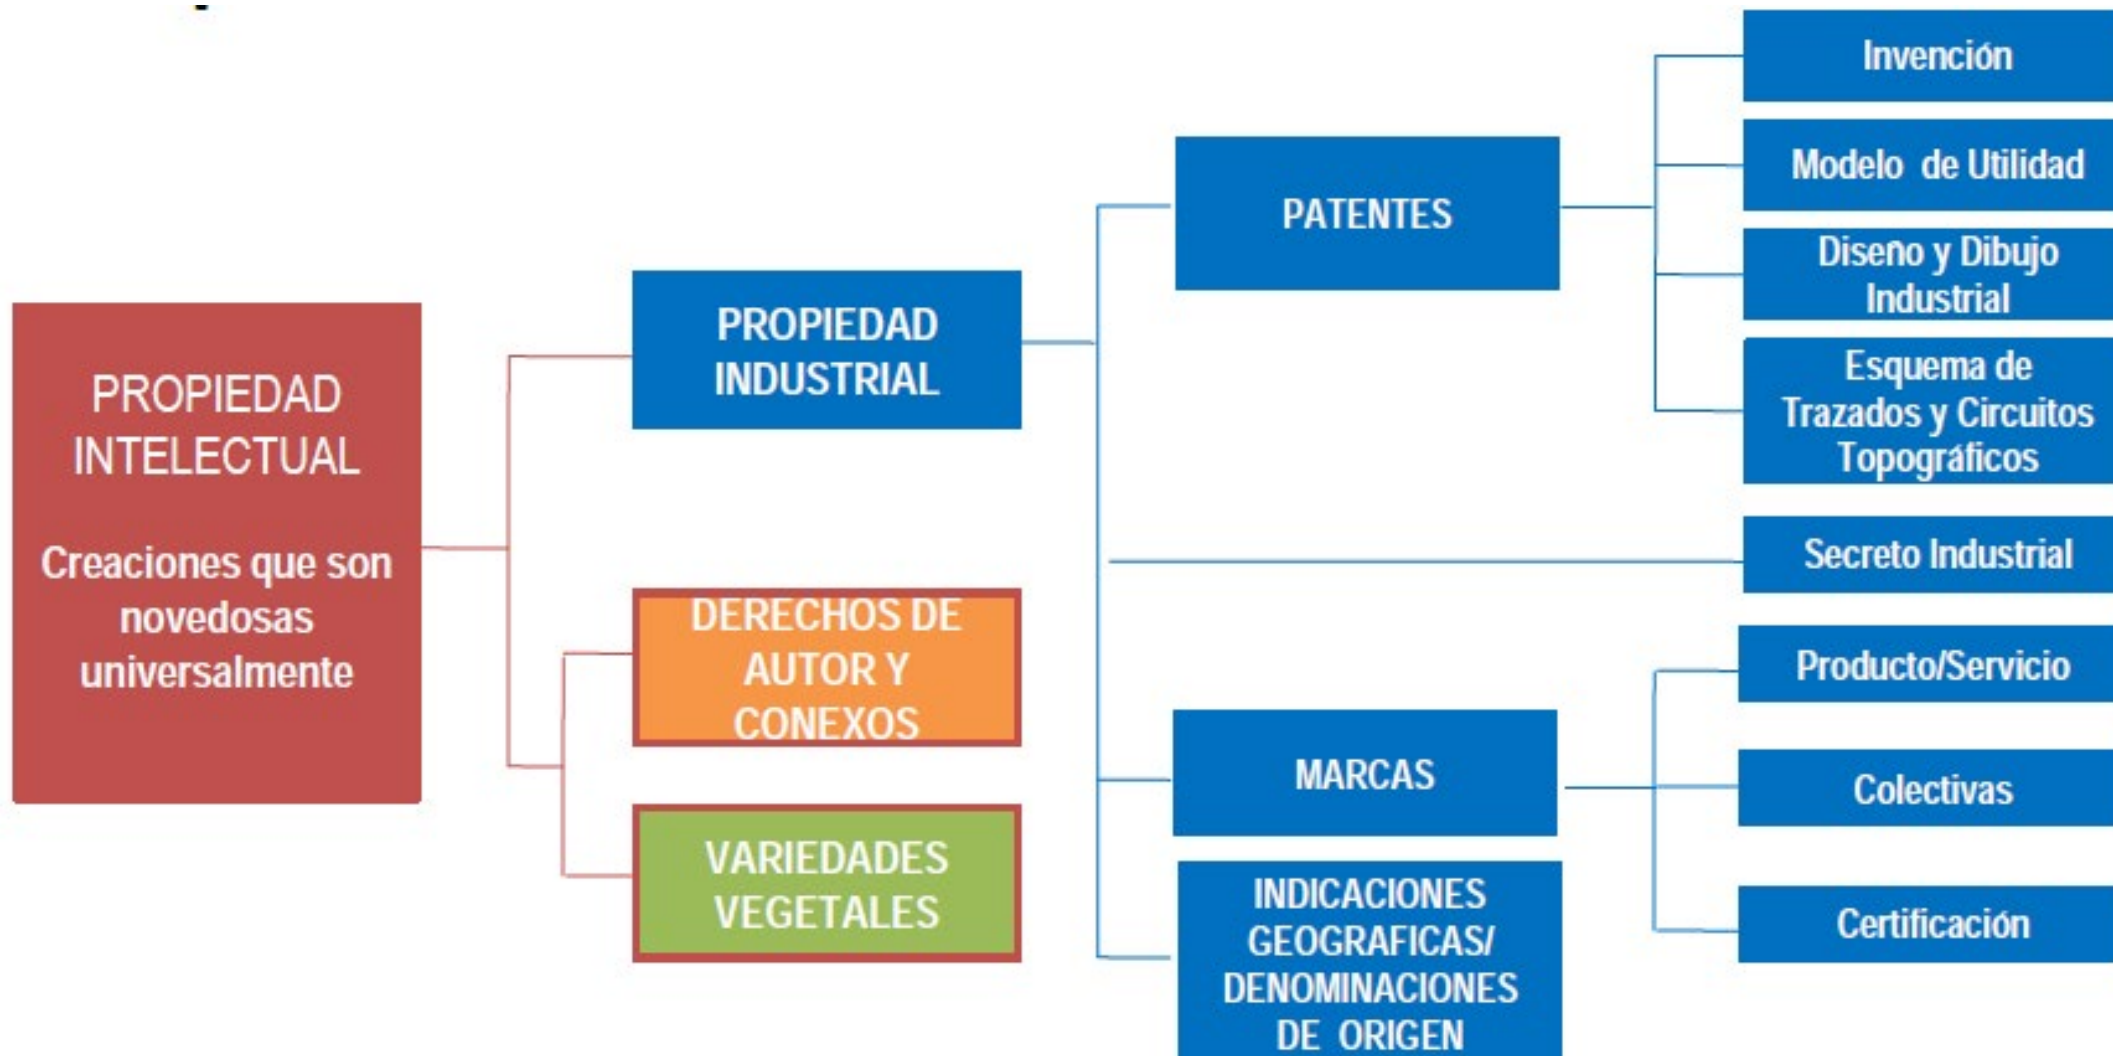 PROPIEDAD
INTELECTUAL
Creaciones que son
novedosas
universalmente
PROPIEDAD
INDUSTRIAL
DERECHOS DE
AUTOR Y
CONEXOS
VARIEDADES
VEGETALES
PATENTES
MARCAS
INDICACIONES
GEOGRAFICAS/
DENOMINACIONES
DE ORIGEN
Invención
Modelo de Utilidad
Diseño y Dibujo
Industrial
Esquema de
Trazados y Circuitos
Topográficos
Secreto Industrial
Producto/Servicio
Colectivas
Certificación